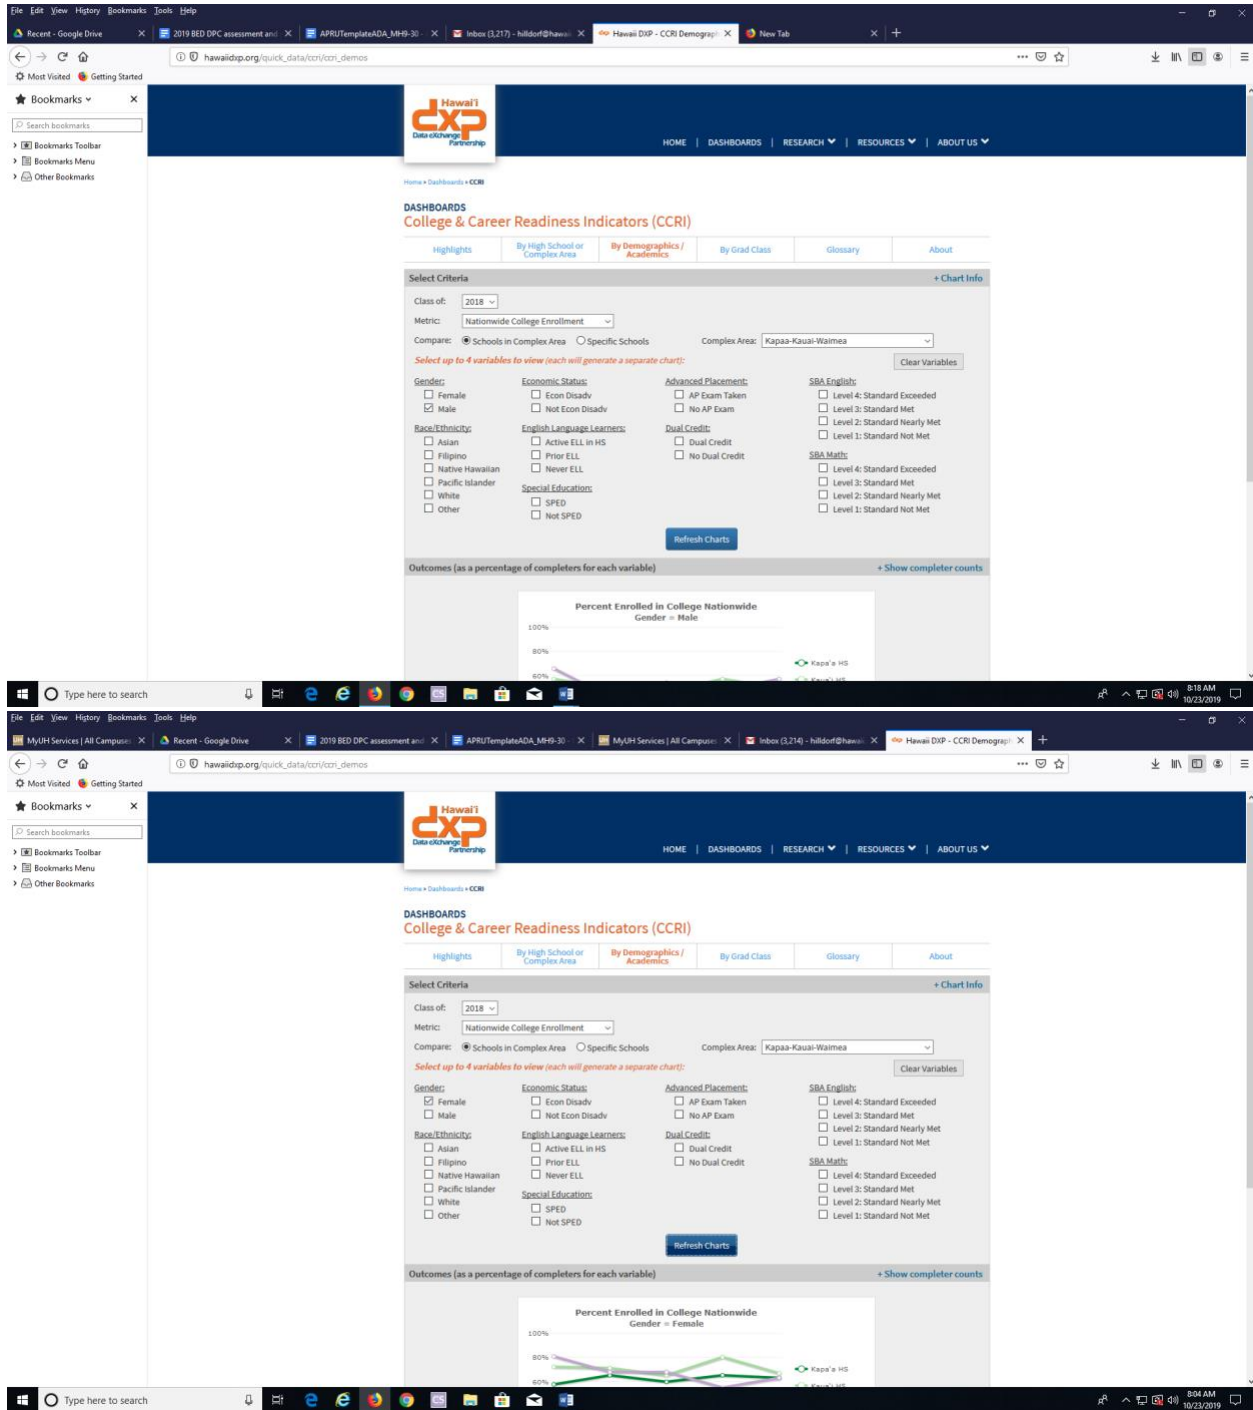 File Edit View History Bookmarks Tools Help
Recent - Google Drive 2019 BED DPC assessment and APRUTemplateADA_MH9-30 - Inbox (3,217) - hilldorf@hawaii Hawaii DXP - CCRI Demograph New Tab
hawaiidxp.org/quick_data/ccri/ccri_demos
Most Visited Getting Started
Bookmarks
Search bookmarks
Bookmarks Toolbar
Bookmarks Menu
Other Bookmarks
Hawai'i
dxp
Data eXchange
Partnership
HOME | DASHBOARDS | RESEARCH | RESOURCES | ABOUT US
Home » Dashboards » CCRI
DASHBOARDS
College & Career Readiness Indicators (CCRI)
Highlights By High School or Complex Area By Demographics / Academics By Grad Class Glossary About
Select Criteria + Chart Info
Class of: 2018
Metric: Nationwide College Enrollment
Compare: Schools in Complex Area Specific Schools Complex Area: Kapaa-Kauai-Waimea
Select up to 4 variables to view (each will generate a separate chart): Clear Variables
Gender: Economic Status: Advanced Placement: SBA English:
Female Econ Disadv AP Exam Taken Level 4: Standard Exceeded
Male Not Econ Disadv No AP Exam Level 3: Standard Met
Level 2: Standard Nearly Met
Race/Ethnicity: English Language Learners: Dual Credit: Level 1: Standard Not Met
Asian Active ELL in HS Dual Credit
Filipino Prior ELL No Dual Credit SBA Math:
Native Hawaiian Never ELL Level 4: Standard Exceeded
Pacific Islander Level 3: Standard Met
White Special Education: Level 2: Standard Nearly Met
Other SPED Level 1: Standard Not Met
Not SPED
Refresh Charts
Outcomes (as a percentage of completers for each variable) + Show completer counts
Percent Enrolled in College Nationwide
Gender = Male
100%
80%
Kapa'a HS
60%
Type here to search
8:18 AM
10/23/2019
File Edit View History Bookmarks Tools Help
MyUH Services | All Campuses Recent - Google Drive 2019 BED DPC assessment and APRUTemplateADA_MH9-30 - MyUH Services | All Campuses Inbox (3,214) - hilldorf@hawaii Hawaii DXP - CCRI Demograph
hawaiidxp.org/quick_data/ccri/ccri_demos
Most Visited Getting Started
Bookmarks
Search bookmarks
Bookmarks Toolbar
Bookmarks Menu
Other Bookmarks
Hawai'i
dxp
Data eXchange
Partnership
HOME | DASHBOARDS | RESEARCH | RESOURCES | ABOUT US
Home » Dashboards » CCRI
DASHBOARDS
College & Career Readiness Indicators (CCRI)
Highlights By High School or Complex Area By Demographics / Academics By Grad Class Glossary About
Select Criteria + Chart Info
Class of: 2018
Metric: Nationwide College Enrollment
Compare: Schools in Complex Area Specific Schools Complex Area: Kapaa-Kauai-Waimea
Select up to 4 variables to view (each will generate a separate chart): Clear Variables
Gender: Economic Status: Advanced Placement: SBA English:
Female Econ Disadv AP Exam Taken Level 4: Standard Exceeded
Male Not Econ Disadv No AP Exam Level 3: Standard Met
Level 2: Standard Nearly Met
Race/Ethnicity: English Language Learners: Dual Credit: Level 1: Standard Not Met
Asian Active ELL in HS Dual Credit
Filipino Prior ELL No Dual Credit SBA Math:
Native Hawaiian Never ELL Level 4: Standard Exceeded
Pacific Islander Level 3: Standard Met
White Special Education: Level 2: Standard Nearly Met
Other SPED Level 1: Standard Not Met
Not SPED
Refresh Charts
Outcomes (as a percentage of completers for each variable) + Show completer counts
Percent Enrolled in College Nationwide
Gender = Female
100%
80%
Kapa'a HS
60%
Type here to search
8:04 AM
10/23/2019